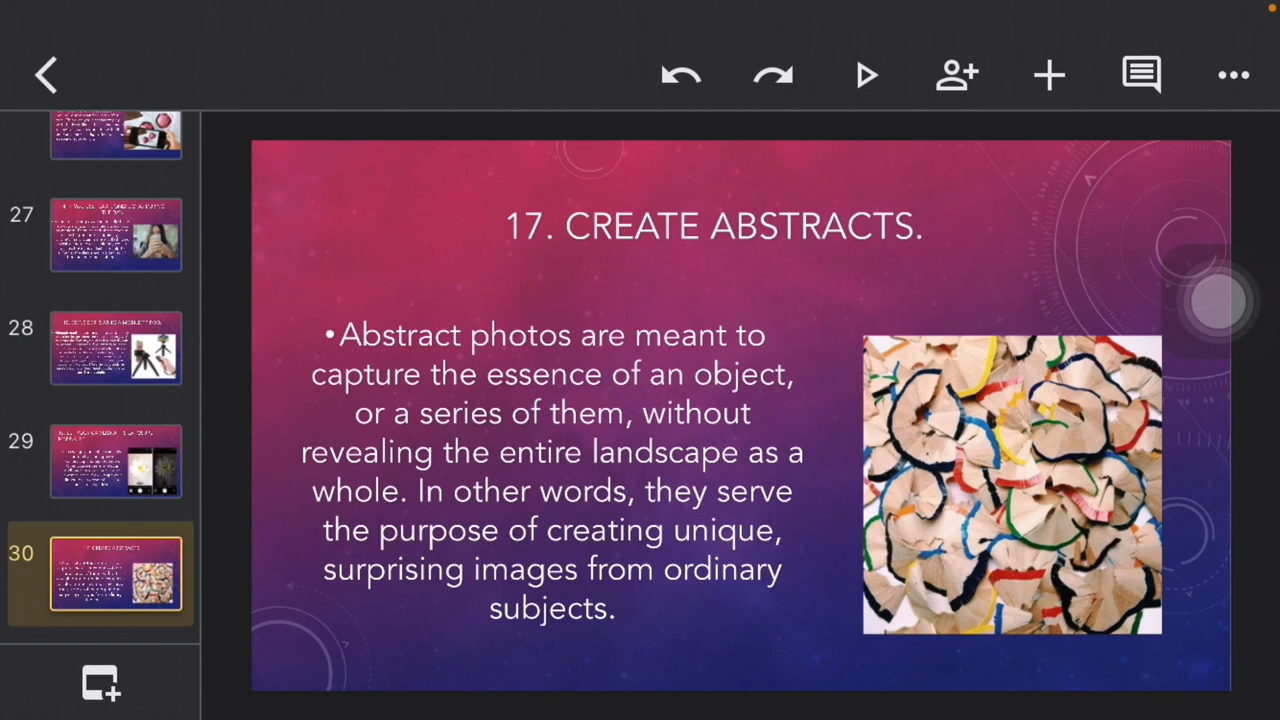 17. CREATE ABSTRACTS.
•Abstract photos are meant to
capture the essence of an object,
or a series of them, without
revealing the entire landscape as a
whole. In other words, they serve
the purpose of creating unique,
surprising images from ordinary
subjects.
27
28
29
30